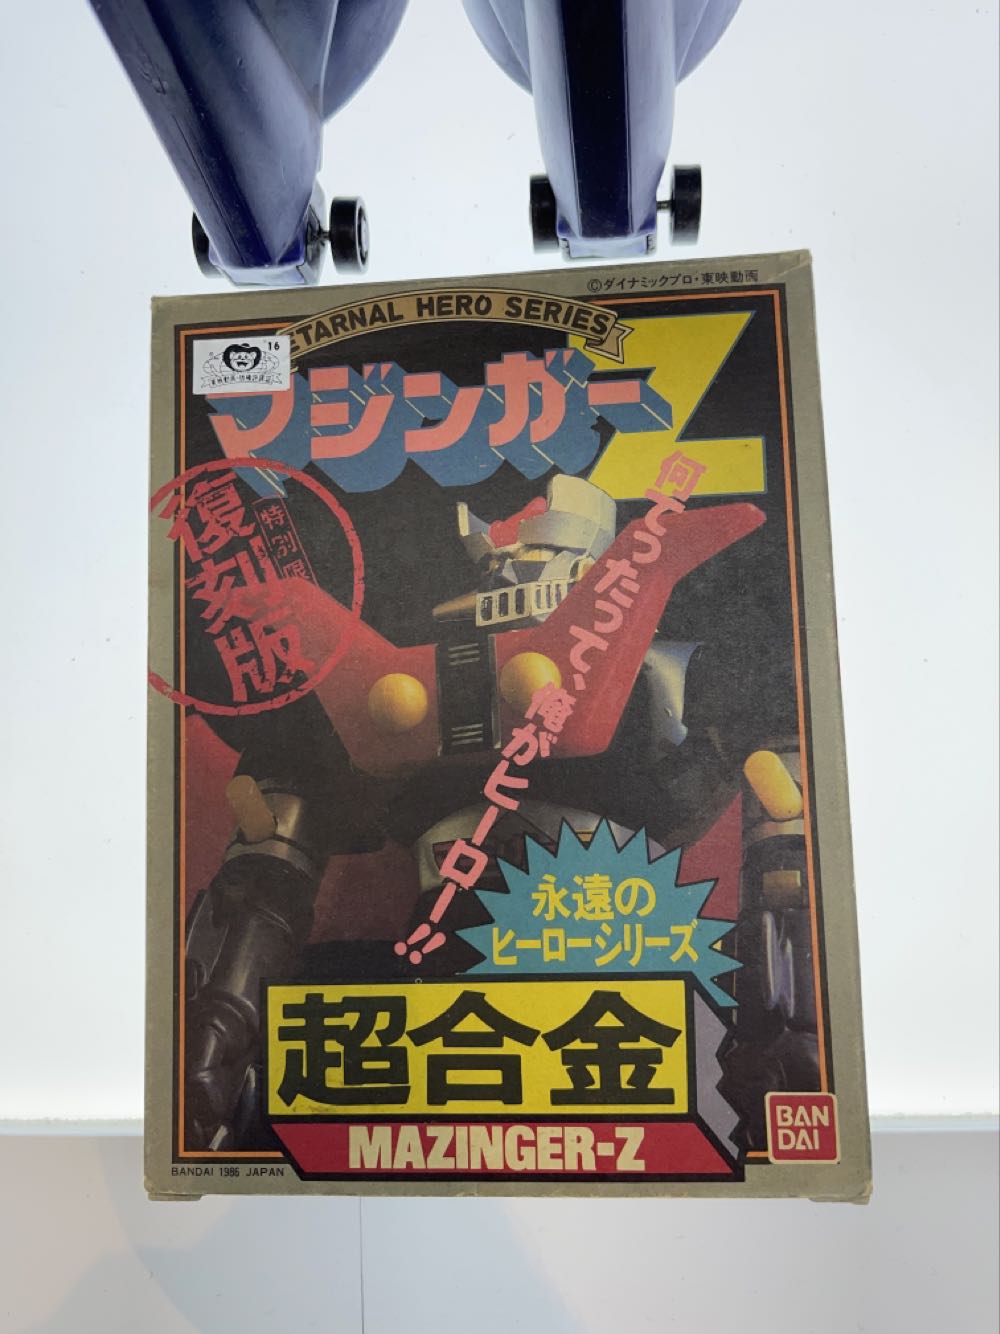 ©ダイナミックプロ・東映動画
ETARNAL HERO SERIES
16
マジンガーZ
特別限
復刻版
何てったって、俺がヒーロー!!
永遠の
ヒーローシリーズ
超合金
MAZINGER-Z
BAN
DAI
BANDAI 1986 JAPAN